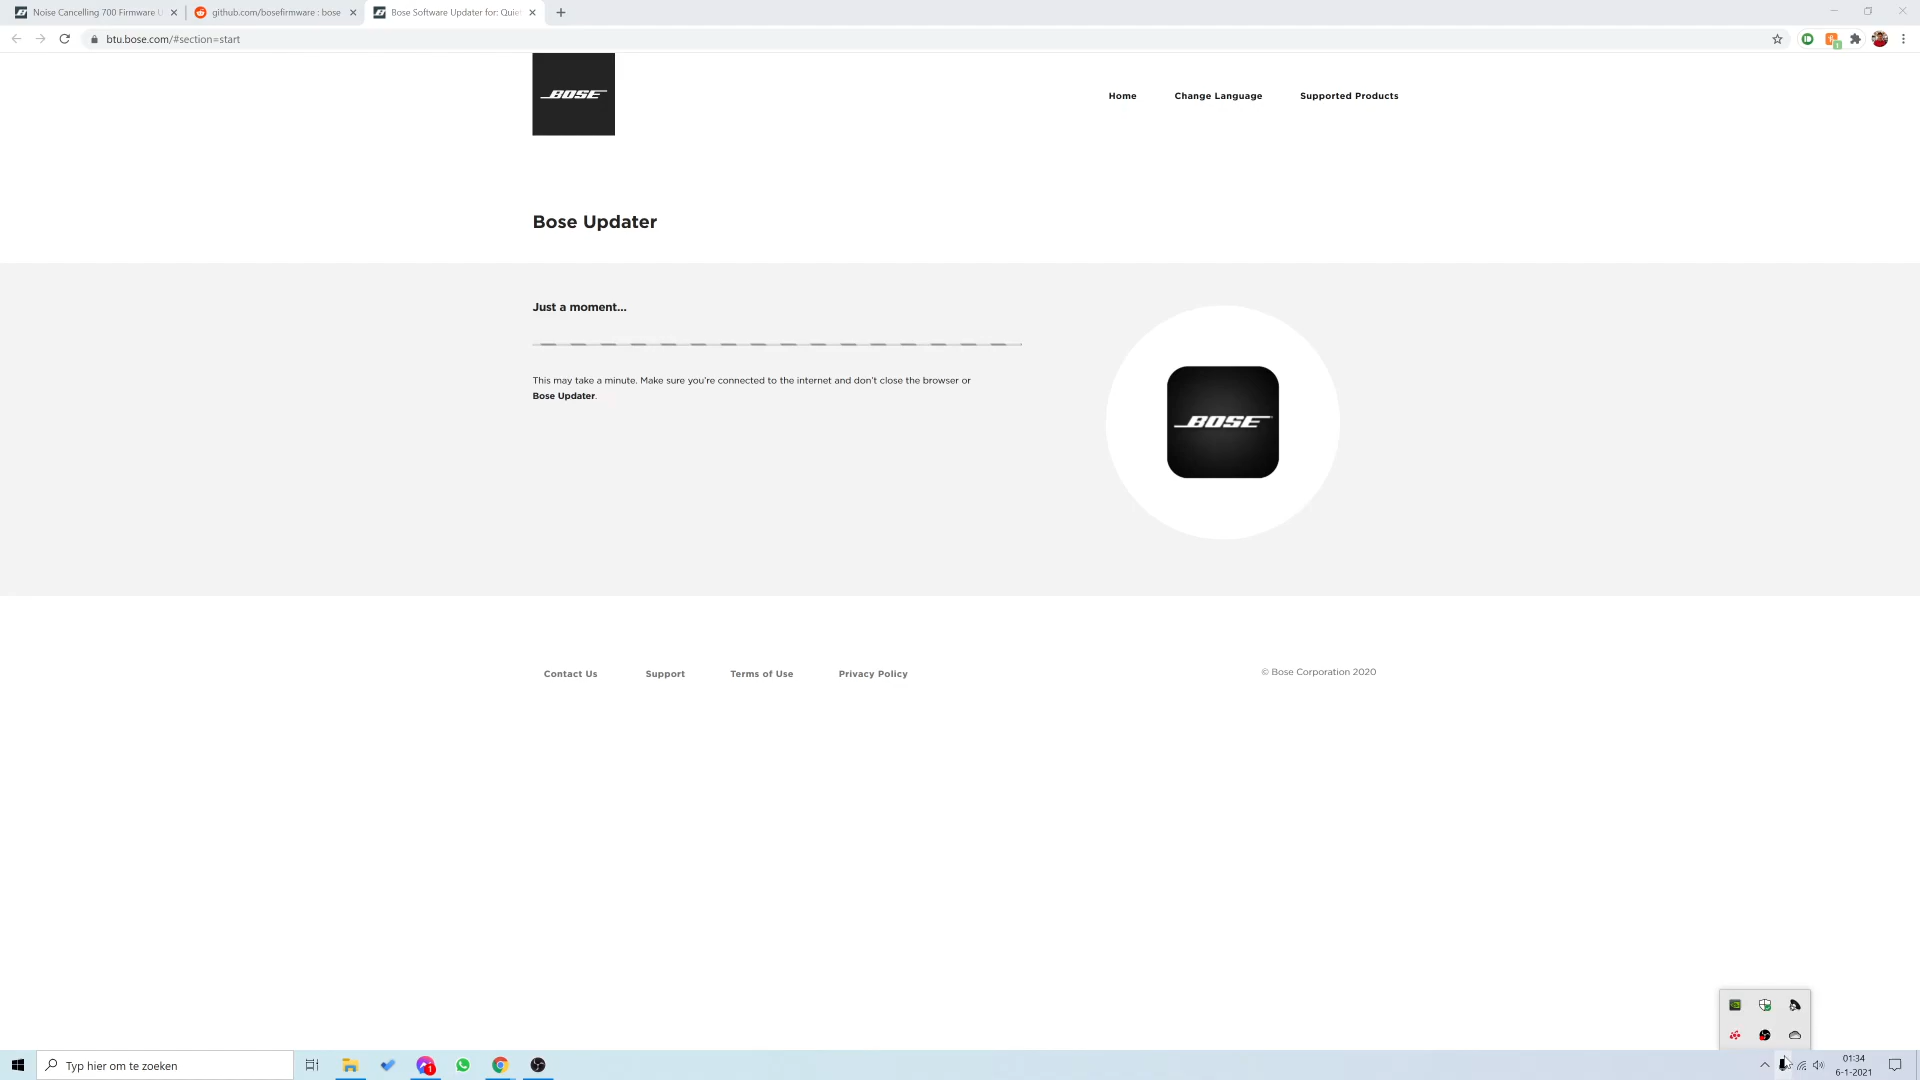 Noise Cancelling 700 Firmware U
github.com/bosefirmware : bose
Bose Software Updater for: Quie
btu.bose.com/#section=start
1
BOSE
Home
Change Language
Supported Products
Bose Updater
Just a moment...
This may take a minute. Make sure you're connected to the internet and don't close the browser or
Bose Updater.
BOSE
Contact Us
Support
Terms of Use
Privacy Policy
© Bose Corporation 2020
Typ hier om te zoeken
1
01:34
6-1-2021